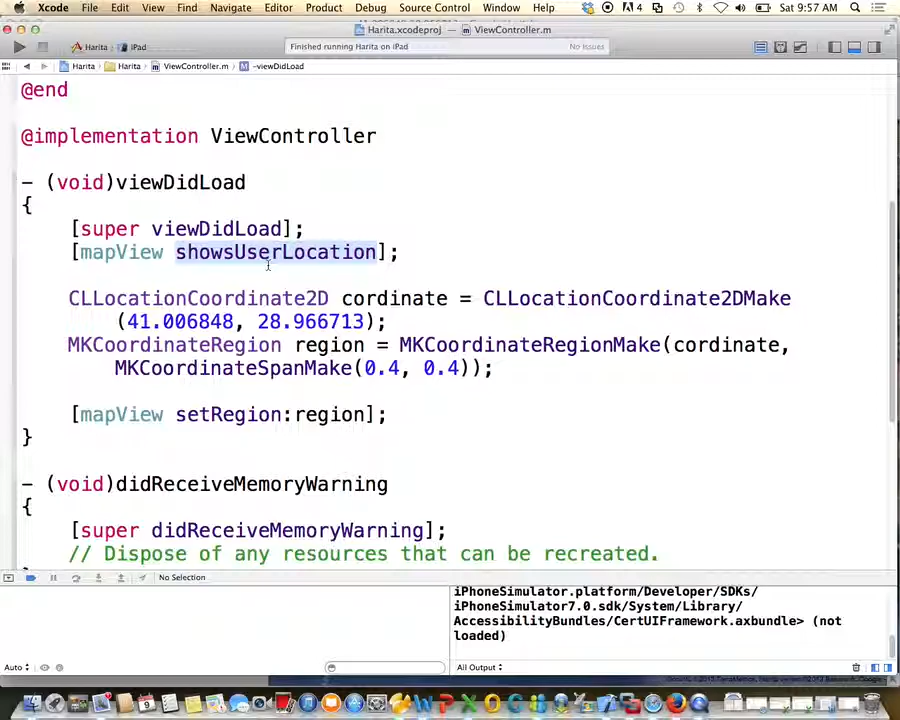 Xcode File Edit View Find Navigate Editor Product Debug Source Control Window Help 4 Sat 9:57 AM
Harita.xcodeproj — ViewController.m
Harita iPad Finished running Harita on iPad No Issues
Harita Harita ViewController.m -viewDidLoad
@end
@implementation ViewController
- (void)viewDidLoad
{
[super viewDidLoad];
[mapView showsUserLocation];
CLLocationCoordinate2D cordinate = CLLocationCoordinate2DMake
(41.006848, 28.966713);
MKCoordinateRegion region = MKCoordinateRegionMake(cordinate,
MKCoordinateSpanMake(0.4, 0.4));
[mapView setRegion:region];
}
- (void)didReceiveMemoryWarning
{
[super didReceiveMemoryWarning];
// Dispose of any resources that can be recreated.
No Selection
iPhoneSimulator.platform/Developer/SDKs/
iPhoneSimulator7.0.sdk/System/Library/
AccessibilityBundles/CertUIFramework.axbundle> (not
loaded)
Auto All Output